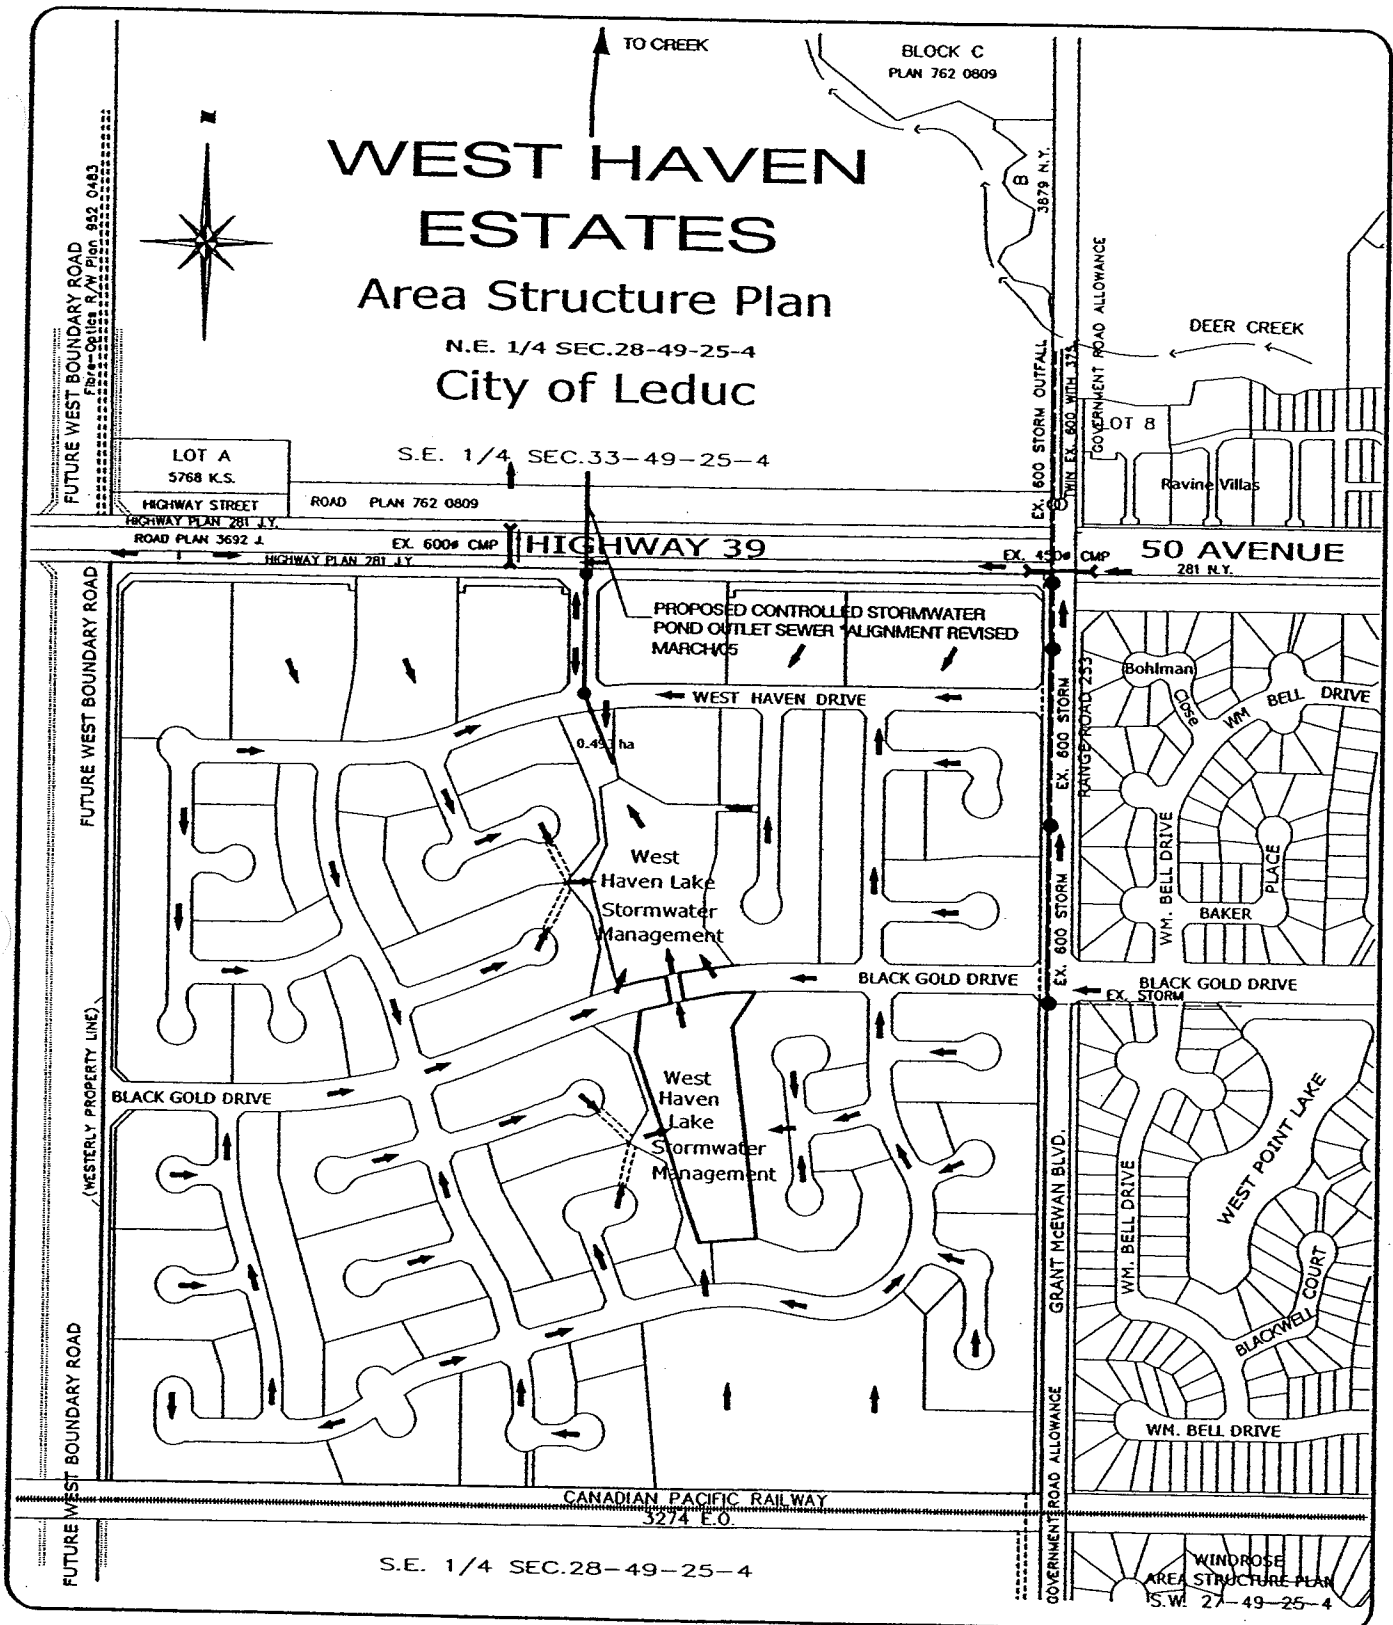 TO CREEK
BLOCK C
PLAN 762 0809
N
WEST HAVEN
ESTATES
Area Structure Plan
N.E. 1/4 SEC.28-49-25-4
City of Leduc
S.E. 1/4 SEC.33-49-25-4
FUTURE WEST BOUNDARY ROAD
Fibre-Optics R/W Plan 952 0483
8
3879 N.Y.
GOVERNMENT ROAD ALLOWANCE
DEER CREEK
EX. 600 STORM OUTFALL
TWIN EX. 600 WITH 375
LOT 8
Ravine Villas
LOT A
5768 K.S.
HIGHWAY STREET
ROAD PLAN 762 0809
HIGHWAY PLAN 281 J.Y.
ROAD PLAN 3692 J.
HIGHWAY PLAN 281 J.Y.
EX. 600ø CMP
HIGHWAY 39
EX. 450ø CMP
50 AVENUE
281 N.Y.
PROPOSED CONTROLLED STORMWATER
POND OUTLET SEWER *ALIGNMENT REVISED
MARCH/05
FUTURE WEST BOUNDARY ROAD
WEST HAVEN DRIVE
EX. 600 STORM
RANGE ROAD 253
Bohlman
Close
WM BELL DRIVE
ha
West
Haven Lake
Stormwater
Management
WM. BELL DRIVE
PLACE
BAKER
EX. 600 STORM
BLACK GOLD DRIVE
BLACK GOLD DRIVE
EX. STORM
(WESTERLY PROPERTY LINE)
BLACK GOLD DRIVE
West
Haven
Lake
Stormwater
Management
WEST POINT LAKE
WM. BELL DRIVE
GRANT McEWAN BLVD.
COURT
BLACKWELL
FUTURE WEST BOUNDARY ROAD
WM. BELL DRIVE
GOVERNMENT ROAD ALLOWANCE
CANADIAN PACIFIC RAILWAY
3274 E.O.
S.E. 1/4 SEC.28-49-25-4
WINDROSE
AREA STRUCTURE PLAN
S.W. 27-49-25-4